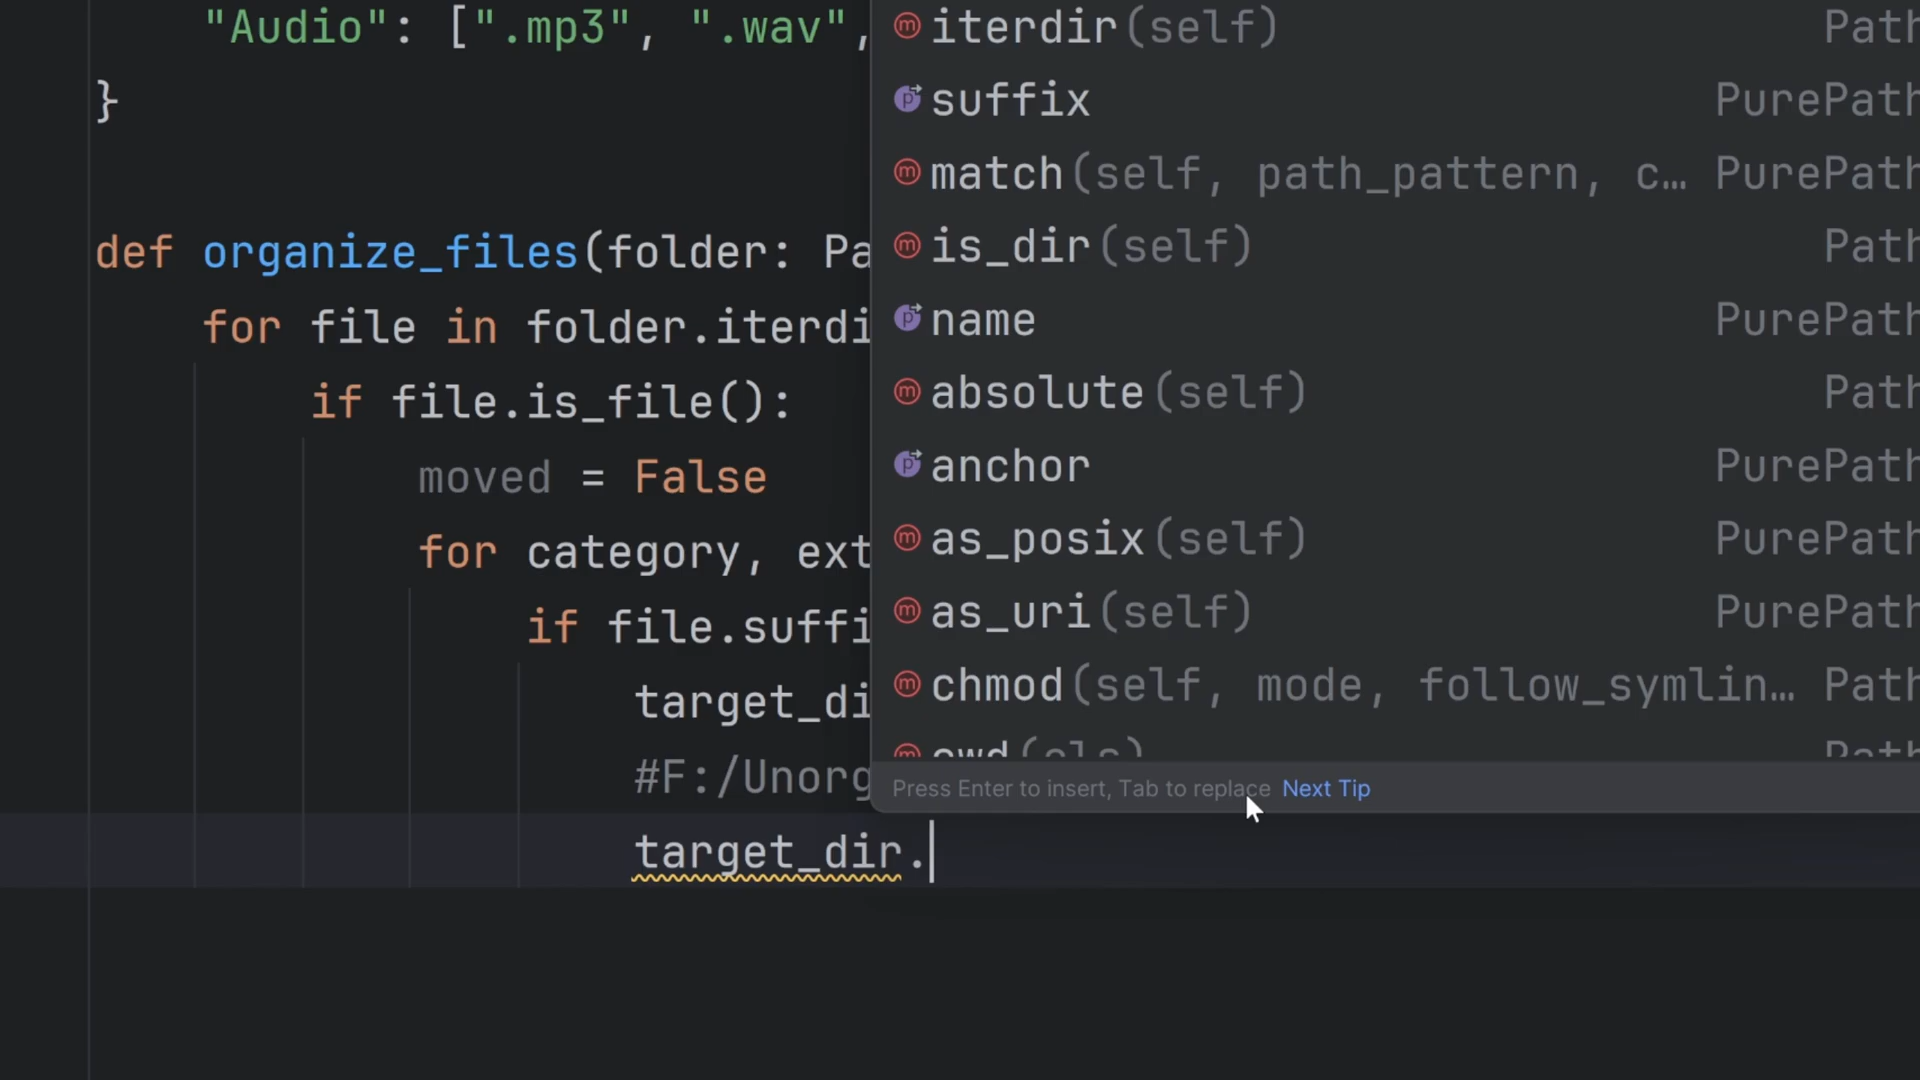 "Audio": [".mp3", ".wav",
}
def organize_files(folder: Pa
for file in folder.iterdi
if file.is_file():
moved = False
for category, ext
if file.suffi
target_di
#F:/Unorg
target_dir.
iterdir(self) Path
suffix PurePath
match(self, path_pattern, c… PurePath
is_dir(self) Path
name PurePath
absolute(self) Path
anchor PurePath
as_posix(self) PurePath
as_uri(self) PurePath
chmod(self, mode, follow_symlin… Path
cwd(cls) Path
Press Enter to insert, Tab to replace Next Tip